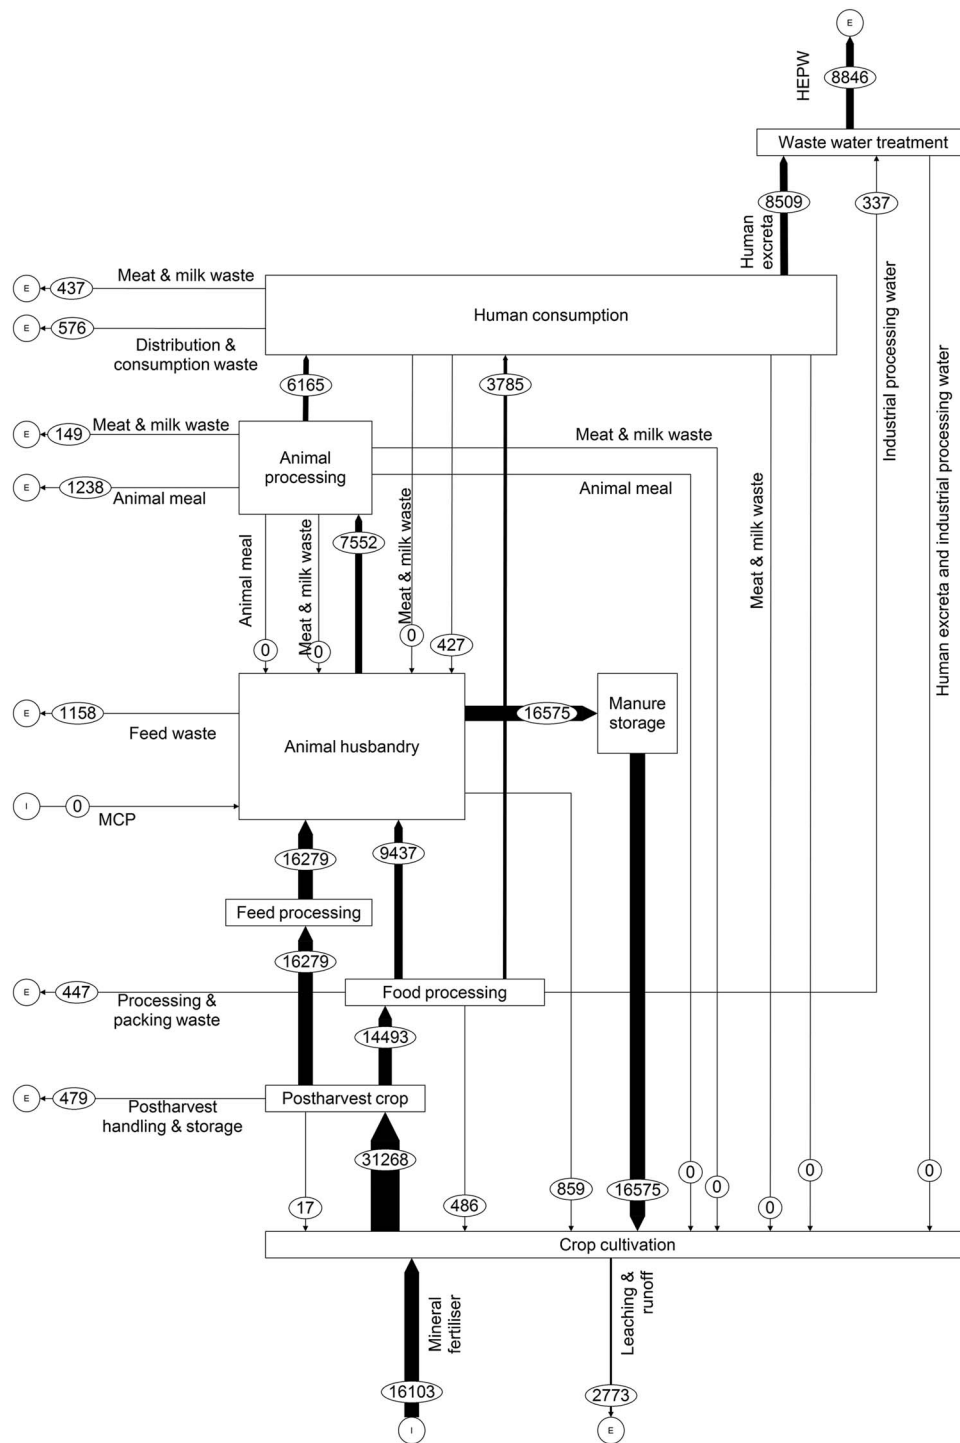 E
8846
HEPW
Waste water treatment
8509
337
Human
excreta
Industrial processing water
Human excreta and industrial processing water
Meat & milk waste
E
437
Human consumption
E
576
Distribution &
consumption waste
6165
3785
Meat & milk waste
E
149
Meat & milk waste
Animal
processing
E
1238
Animal meal
Animal meal
7552
Animal meal
Meat & milk waste
Meat & milk waste
Meat & milk waste
0
0
0
427
E
1158
Feed waste
Animal husbandry
16575
Manure
storage
I
0
MCP
16279
9437
Feed processing
16279
E
447
Processing &
packing waste
Food processing
14493
E
479
Postharvest
handling & storage
Postharvest crop
31268
17
486
859
16575
0
0
0
0
0
Crop cultivation
Mineral
fertiliser
Leaching &
runoff
16103
2773
I
E